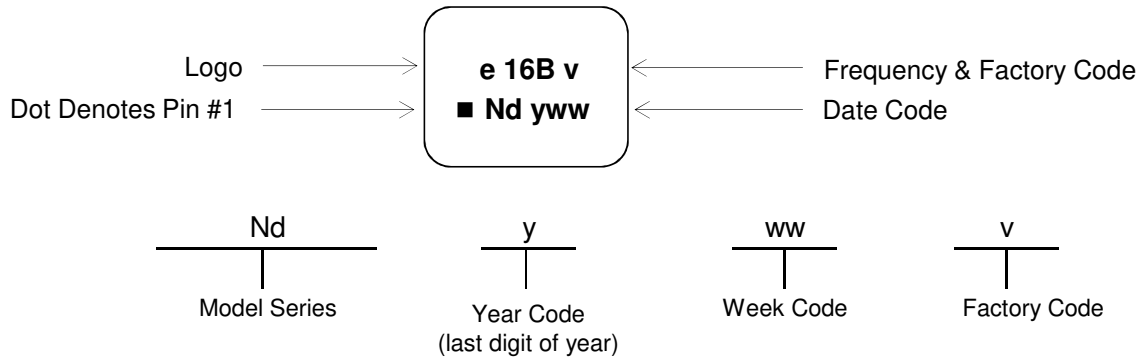 Logo
e 16B v
Frequency & Factory Code
Dot Denotes Pin #1
■ Nd yww
Date Code
Nd
y
ww
v
Model Series
Year Code
(last digit of year)
Week Code
Factory Code